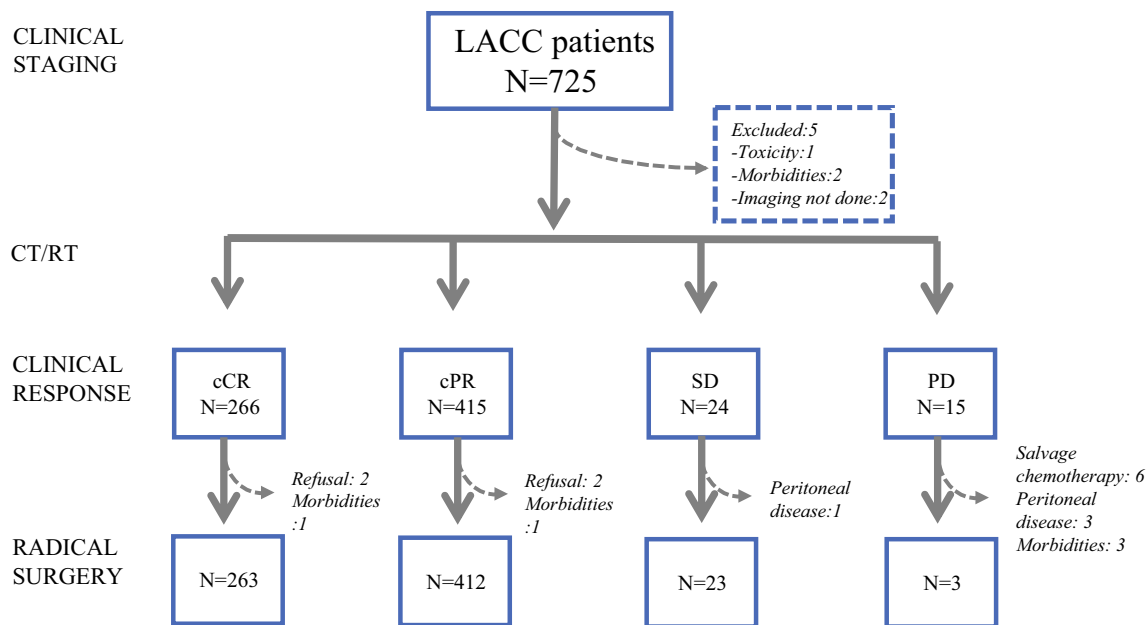 CLINICAL
STAGING
LACC patients
N=725
Excluded:5
-Toxicity:1
-Morbidities:2
-Imaging not done:2
CT/RT
CLINICAL
RESPONSE
cCR
N=266
cPR
N=415
SD
N=24
PD
N=15
Refusal: 2
Morbidities
:1
Refusal: 2
Morbidities
:1
Peritoneal
disease:1
Salvage
chemotherapy: 6
Peritoneal
disease: 3
Morbidities: 3
RADICAL
SURGERY
N=263
N=412
N=23
N=3